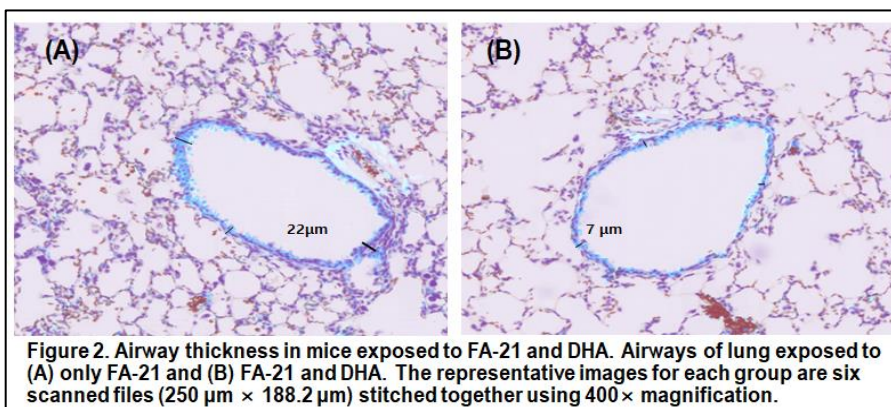 (A)
(B)
22µm
7 µm
Figure 2. Airway thickness in mice exposed to FA-21 and DHA. Airways of lung exposed to
(A) only FA-21 and (B) FA-21 and DHA. The representative images for each group are six
scanned files (250 µm × 188.2 µm) stitched together using 400× magnification.